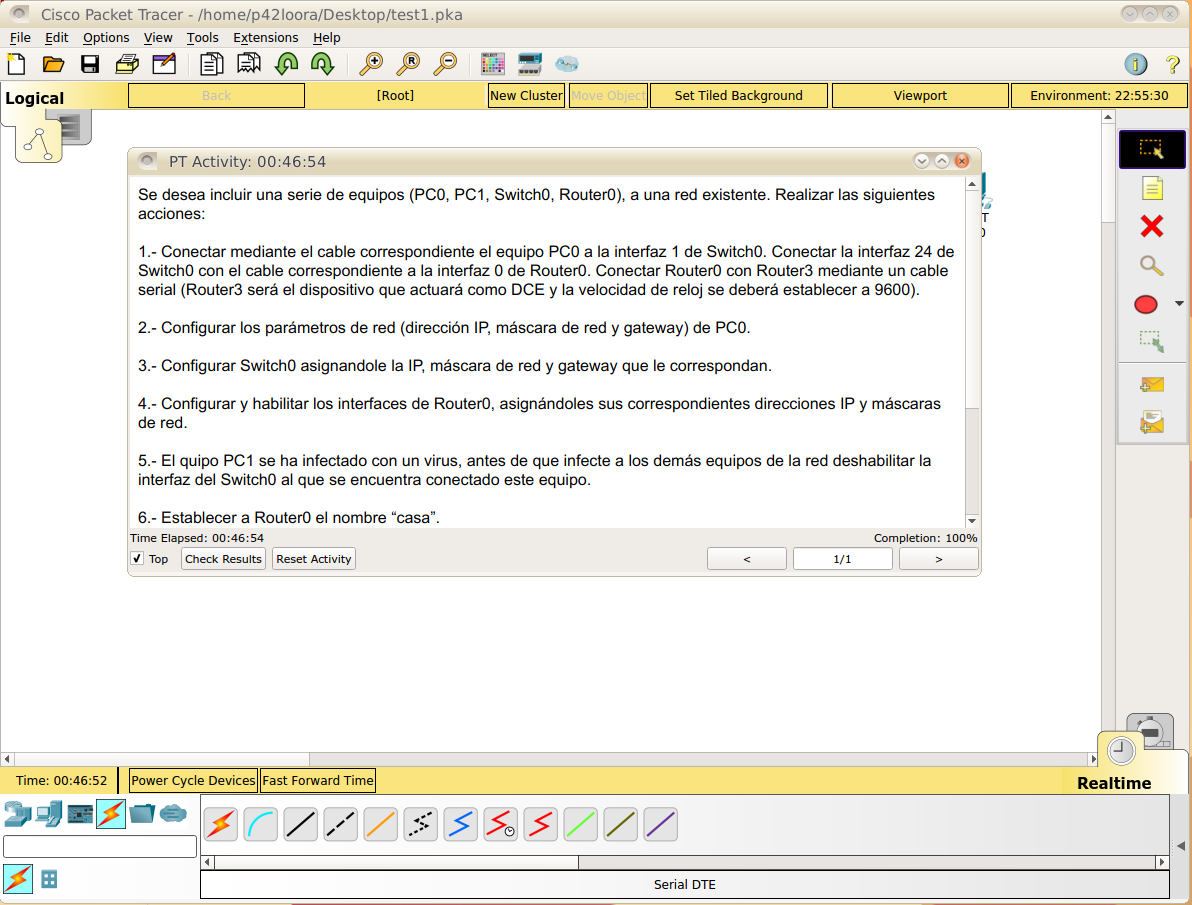 Cisco Packet Tracer - /home/p42loora/Desktop/test1.pka
File Edit Options View Tools Extensions Help
Logical Back [Root] New Cluster Move Object Set Tiled Background Viewport Environment: 22:55:30
PT Activity: 00:46:54
Se desea incluir una serie de equipos (PC0, PC1, Switch0, Router0), a una red existente. Realizar las siguientes
acciones:
1.- Conectar mediante el cable correspondiente el equipo PC0 a la interfaz 1 de Switch0. Conectar la interfaz 24 de
Switch0 con el cable correspondiente a la interfaz 0 de Router0. Conectar Router0 con Router3 mediante un cable
serial (Router3 será el dispositivo que actuará como DCE y la velocidad de reloj se deberá establecer a 9600).
2.- Configurar los parámetros de red (dirección IP, máscara de red y gateway) de PC0.
3.- Configurar Switch0 asignandole la IP, máscara de red y gateway que le correspondan.
4.- Configurar y habilitar los interfaces de Router0, asignándoles sus correspondientes direcciones IP y máscaras
de red.
5.- El quipo PC1 se ha infectado con un virus, antes de que infecte a los demás equipos de la red deshabilitar la
interfaz del Switch0 al que se encuentra conectado este equipo.
6.- Establecer a Router0 el nombre “casa”.
Time Elapsed: 00:46:54 Completion: 100%
Top Check Results Reset Activity < 1/1 >
Time: 00:46:52 Power Cycle Devices Fast Forward Time Realtime
Serial DTE